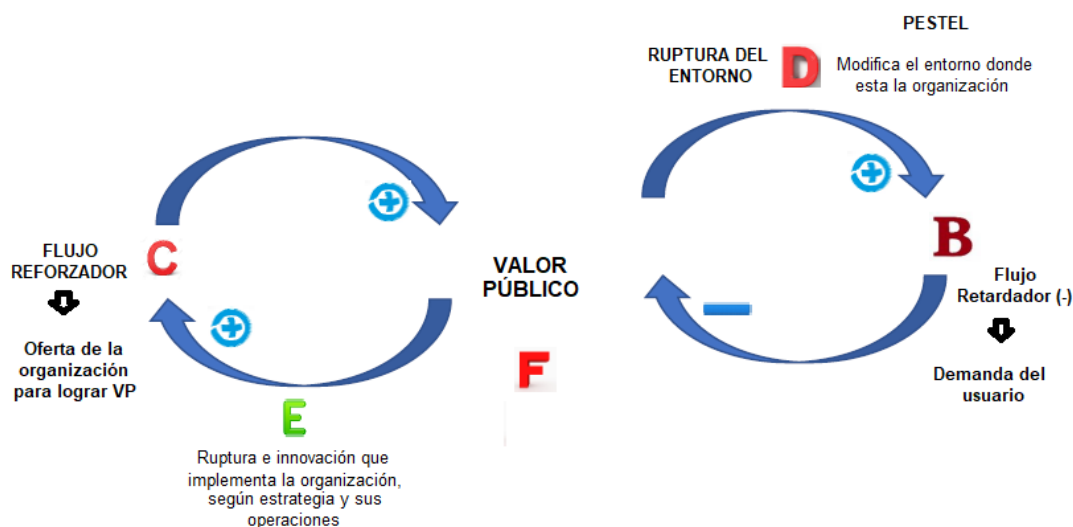 PESTEL
RUPTURA DEL
ENTORNO
D
Modifica el entorno donde
esta la organización
FLUJO
REFORZADOR
C
Oferta de la
organización
para lograr VP
VALOR
PÚBLICO
F
B
Flujo
Retardador (-)
Demanda del
usuario
E
Ruptura e innovación que
implementa la organización,
según estrategia y sus
operaciones